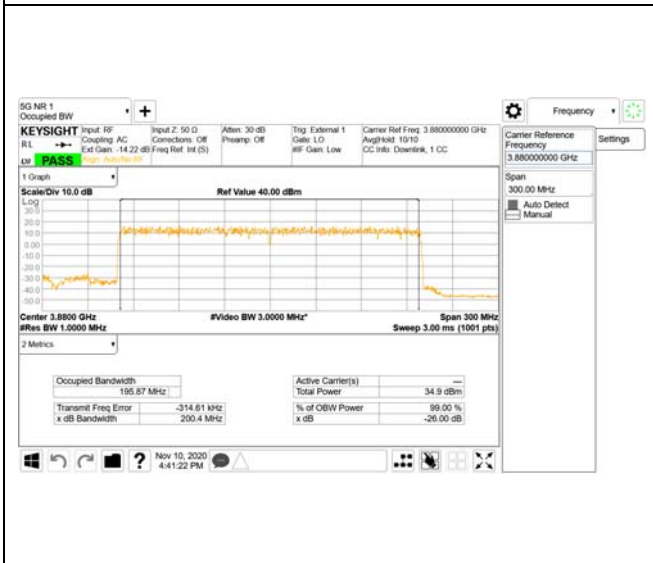 5G NR 1
Occupied BW
Frequency
KEYSIGHT
Input: RF
Input Z: 50 Ω
Atten: 30 dB
Trig: External 1
Carrier Ref Freq: 3.880000000 GHz
RL
Coupling: AC
Corrections: Off
Preamp: Off
Gate: LO
Avg|Hold: 10/10
Ext Gain: -14.22 dB
Freq Ref: Int (S)
#IF Gain: Low
CC Info: Downlink, 1 CC
PASS
Align: Auto/No RF
Carrier Reference
Frequency
3.880000000 GHz
Settings
Span
300.00 MHz
Auto Detect
Manual
1 Graph
Scale/Div 10.0 dB
Ref Value 40.00 dBm
Log
30.0
20.0
10.0
0.00
-10.0
-20.0
-30.0
-40.0
-50.0
Center 3.8800 GHz
#Video BW 3.0000 MHz*
Span 300 MHz
#Res BW 1.0000 MHz
Sweep 3.00 ms (1001 pts)
2 Metrics
Occupied Bandwidth
195.87 MHz
Active Carrier(s)
---
Total Power
34.9 dBm
Transmit Freq Error
-314.61 kHz
% of OBW Power
99.00 %
x dB Bandwidth
200.4 MHz
x dB
-26.00 dB
?
Nov 10, 2020
4:41:22 PM